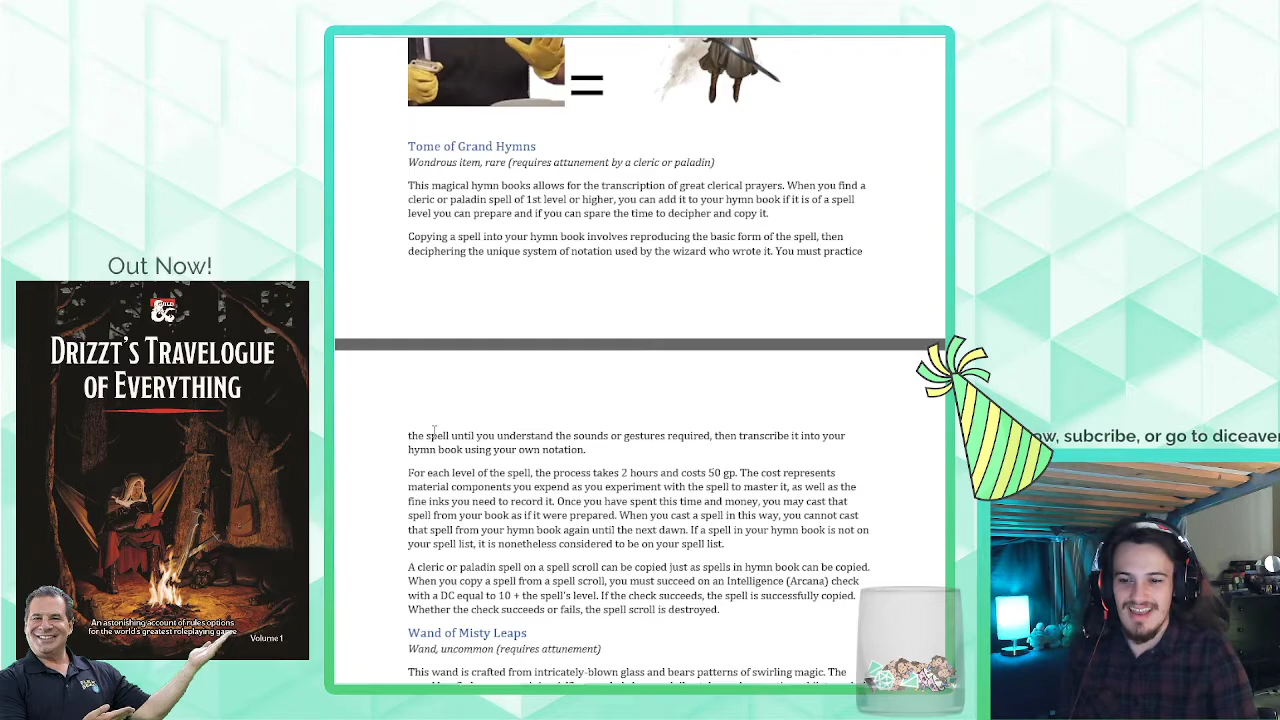 =
Tome of Grand Hymns
Wondrous item, rare (requires attunement by a cleric or paladin)
This magical hymn books allows for the transcription of great clerical prayers. When you find a
cleric or paladin spell of 1st level or higher, you can add it to your hymn book if it is of a spell
level you can prepare and if you can spare the time to decipher and copy it.
Copying a spell into your hymn book involves reproducing the basic form of the spell, then
deciphering the unique system of notation used by the wizard who wrote it. You must practice
the spell until you understand the sounds or gestures required, then transcribe it into your
hymn book using your own notation.
For each level of the spell, the process takes 2 hours and costs 50 gp. The cost represents
material components you expend as you experiment with the spell to master it, as well as the
fine inks you need to record it. Once you have spent this time and money, you may cast that
spell from your book as if it were prepared. When you cast a spell in this way, you cannot cast
that spell from your hymn book again until the next dawn. If a spell in your hymn book is not on
your spell list, it is nonetheless considered to be on your spell list.
A cleric or paladin spell on a spell scroll can be copied just as spells in hymn book can be copied.
When you copy a spell from a spell scroll, you must succeed on an Intelligence (Arcana) check
with a DC equal to 10 + the spell's level. If the check succeeds, the spell is successfully copied.
Whether the check succeeds or fails, the spell scroll is destroyed.
Wand of Misty Leaps
Wand, uncommon (requires attunement)
This wand is crafted from intricately-blown glass and bears patterns of swirling magic. The
Out Now!
Drizzt's Travelogue
of Everything
An astonishing account of rules options
for the world's greatest roleplaying game
Volume 1
ow, subcribe, or go to diceaver